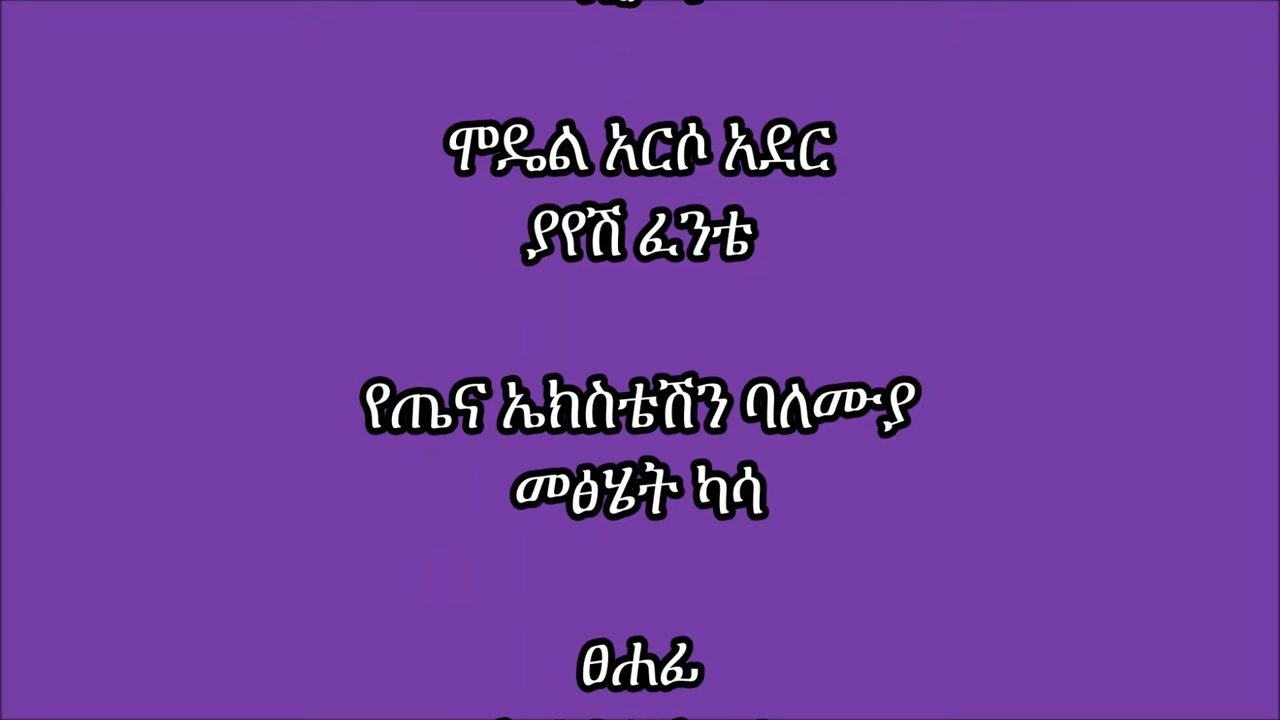 ሞዴል አርሶ አደር
ያየሽ ፈንቴ
የጤና ኤክስቴሽን ባለሙያ
መፅሄት ካሳ
ፀሐፊ